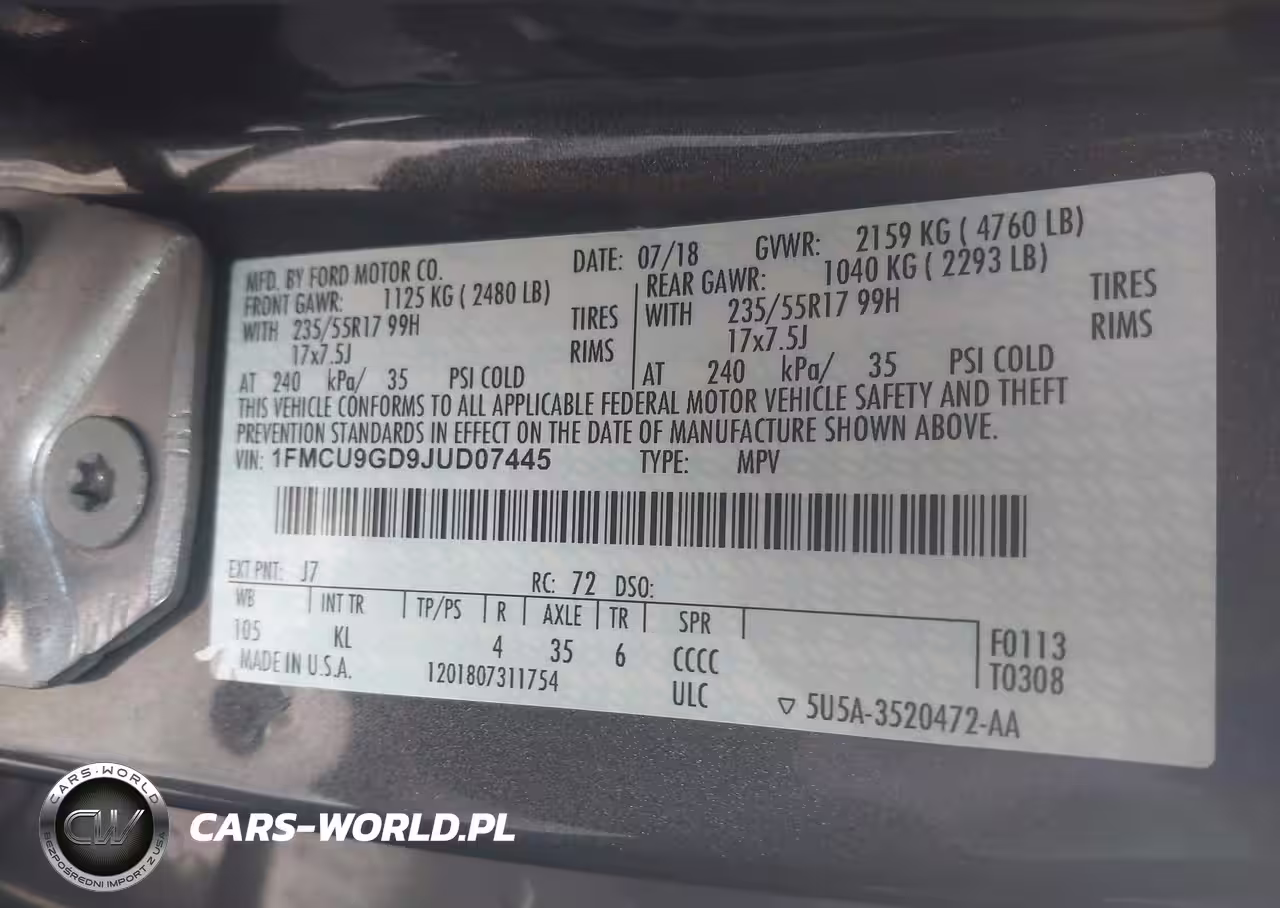 MFD. BY FORD MOTOR CO. DATE: 07/18 GVWR: 2159 KG ( 4760 LB)
FRONT GAWR: 1125 KG ( 2480 LB) REAR GAWR: 1040 KG ( 2293 LB)
WITH 235/55R17 99H TIRES WITH 235/55R17 99H TIRES
17x7.5J RIMS 17x7.5J RIMS
AT 240 kPa/ 35 PSI COLD AT 240 kPa/ 35 PSI COLD
THIS VEHICLE CONFORMS TO ALL APPLICABLE FEDERAL MOTOR VEHICLE SAFETY AND THEFT
PREVENTION STANDARDS IN EFFECT ON THE DATE OF MANUFACTURE SHOWN ABOVE.
VIN: 1FMCU9GD9JUD07445 TYPE: MPV
EXT PNT: J7 RC: 72 DSO:
WB INT TR TP/PS R AXLE TR SPR
105 KL 4 35 6 CCCC F0113
MADE IN U.S.A. 1201807311754 ULC T0308
▽ 5U5A-3520472-AA
CARS-WORLD
CW
BEZPOŚREDNI IMPORT Z USA
CARS-WORLD.PL